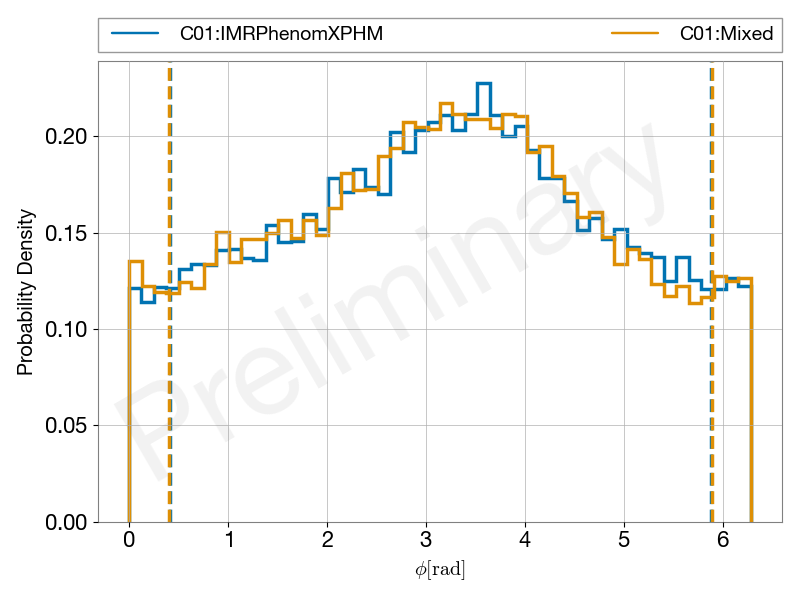 C01:IMRPhenomXPHM C01:Mixed
Probability Density
0.20
0.15
0.10
0.05
0.00
0 1 2 3 4 5 6
ϕ[rad]
Preliminary